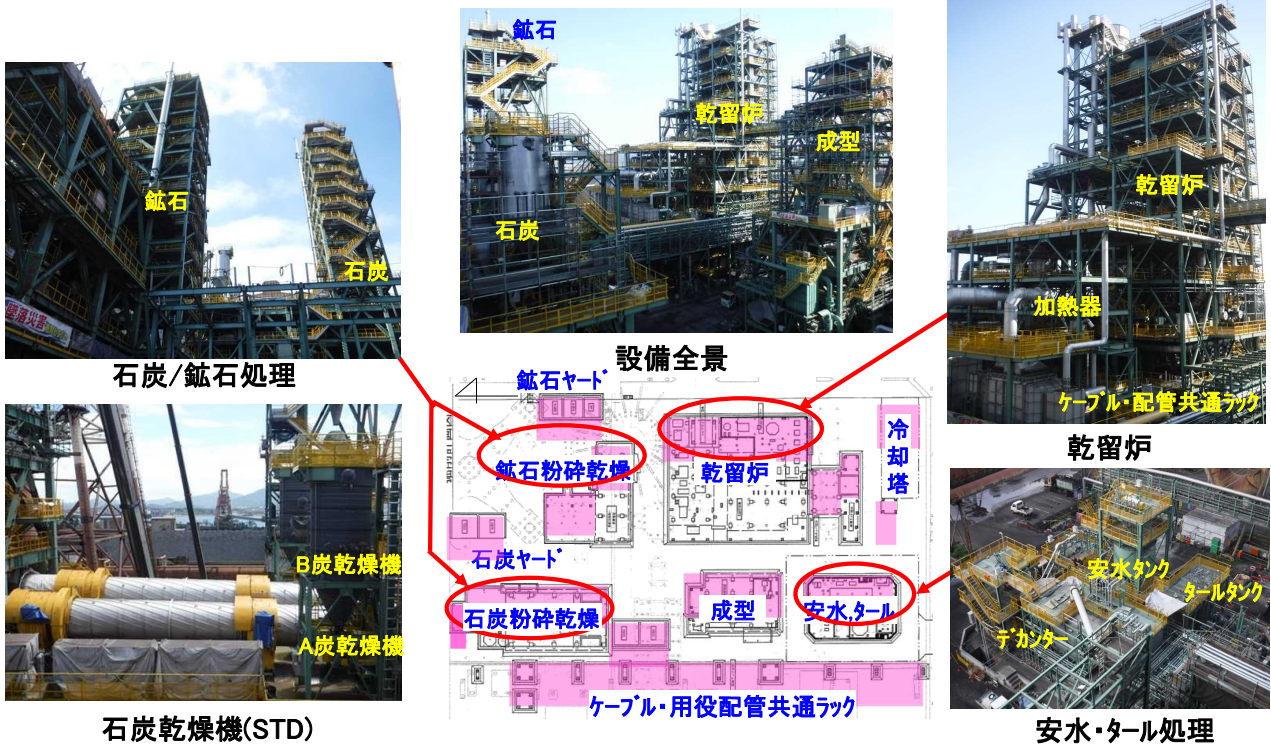 鉱石
石炭
墜落災害
石炭/鉱石処理
鉱石
乾留炉
成型
石炭
設備全景
乾留炉
加熱器
ケーブル・配管共通ラック
乾留炉
B炭乾燥機
A炭乾燥機
石炭乾燥機(STD)
鉱石ヤード
鉱石粉砕乾燥
乾留炉
冷却塔
石炭ヤード
石炭粉砕乾燥
成型
安水,タール
ケーブル・用役配管共通ラック
安水タンク
タールタンク
デカンター
安水・タール処理